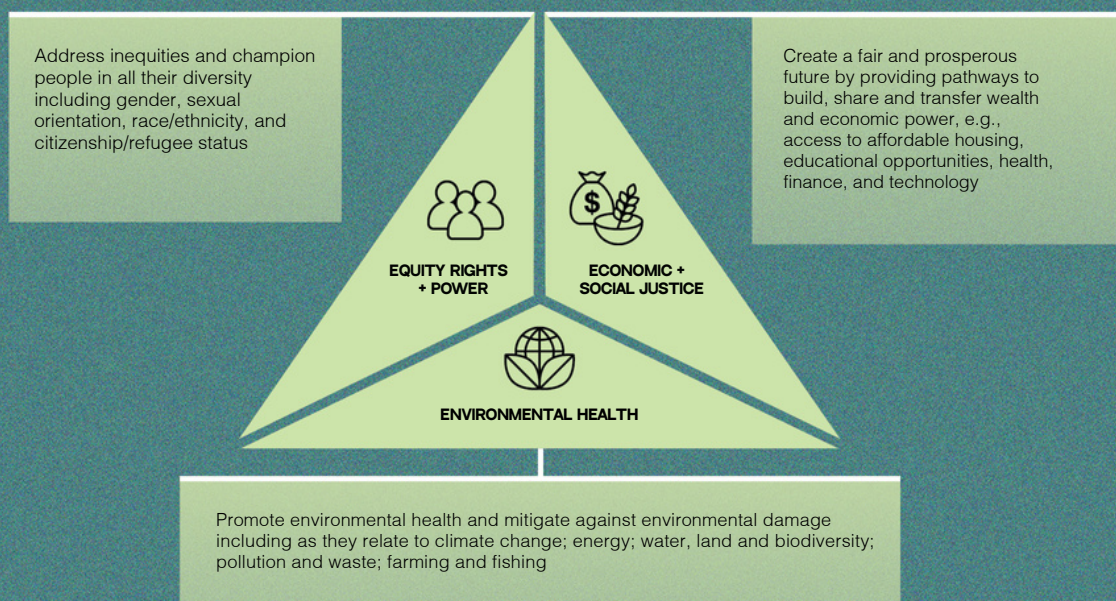 Address inequities and champion
people in all their diversity
including gender, sexual
orientation, race/ethnicity, and
citizenship/refugee status
Create a fair and prosperous
future by providing pathways to
build, share and transfer wealth
and economic power, e.g.,
access to affordable housing,
educational opportunities, health,
finance, and technology
EQUITY RIGHTS
+ POWER
$
ECONOMIC +
SOCIAL JUSTICE
ENVIRONMENTAL HEALTH
Promote environmental health and mitigate against environmental damage
including as they relate to climate change; energy; water, land and biodiversity;
pollution and waste; farming and fishing